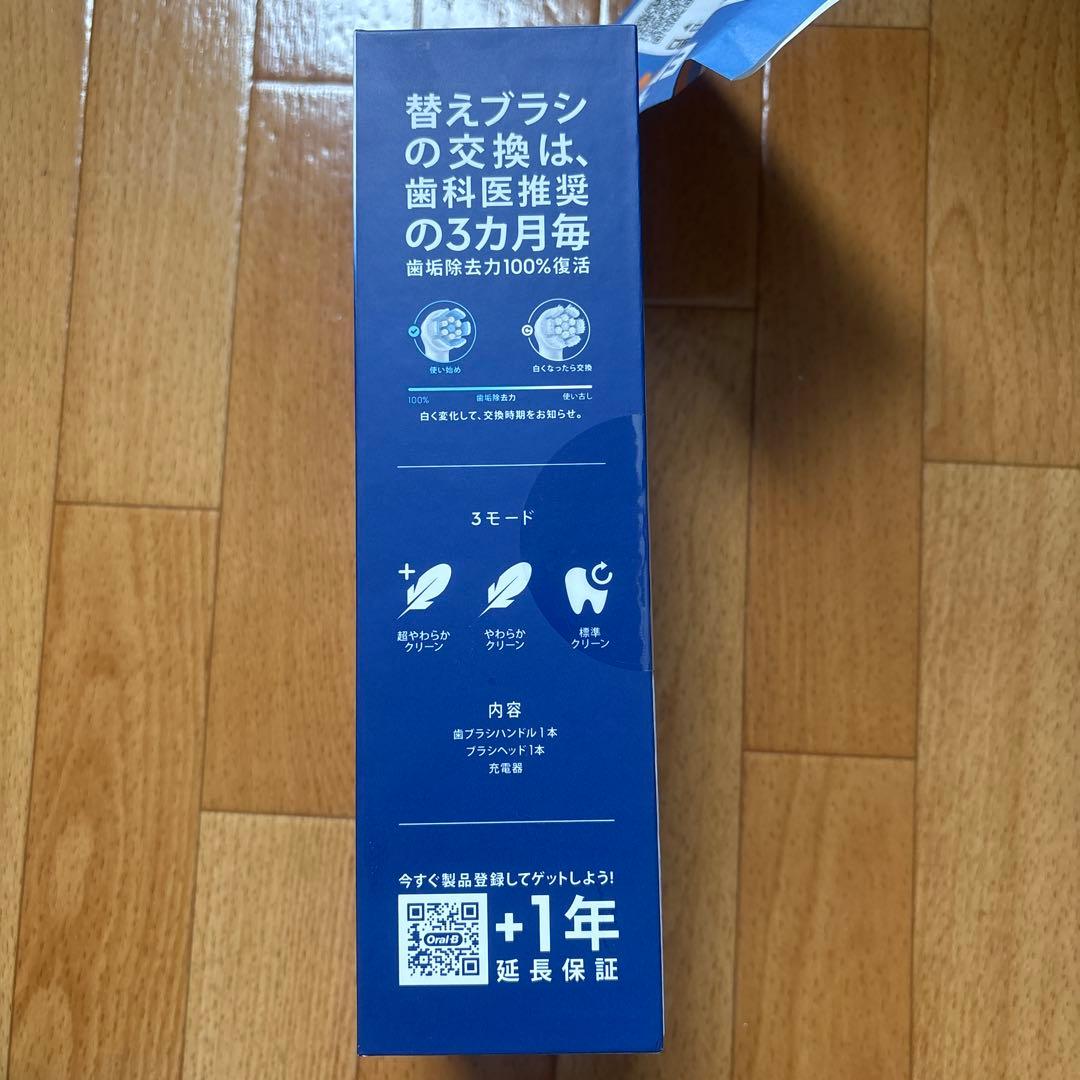 替えブラシ
の交換は、
歯科医推奨
の3カ月毎
歯垢除去力100%復活
使い始め
白くなったら交換
100%
歯垢除去力
使い古し
白く変化して、交換時期をお知らせ。
3モード
超やわらか
クリーン
やわらか
クリーン
標準
クリーン
内容
歯ブラシハンドル1本
ブラシヘッド1本
充電器
今すぐ製品登録してゲットしよう!
Oral-B
+1年
延長保証